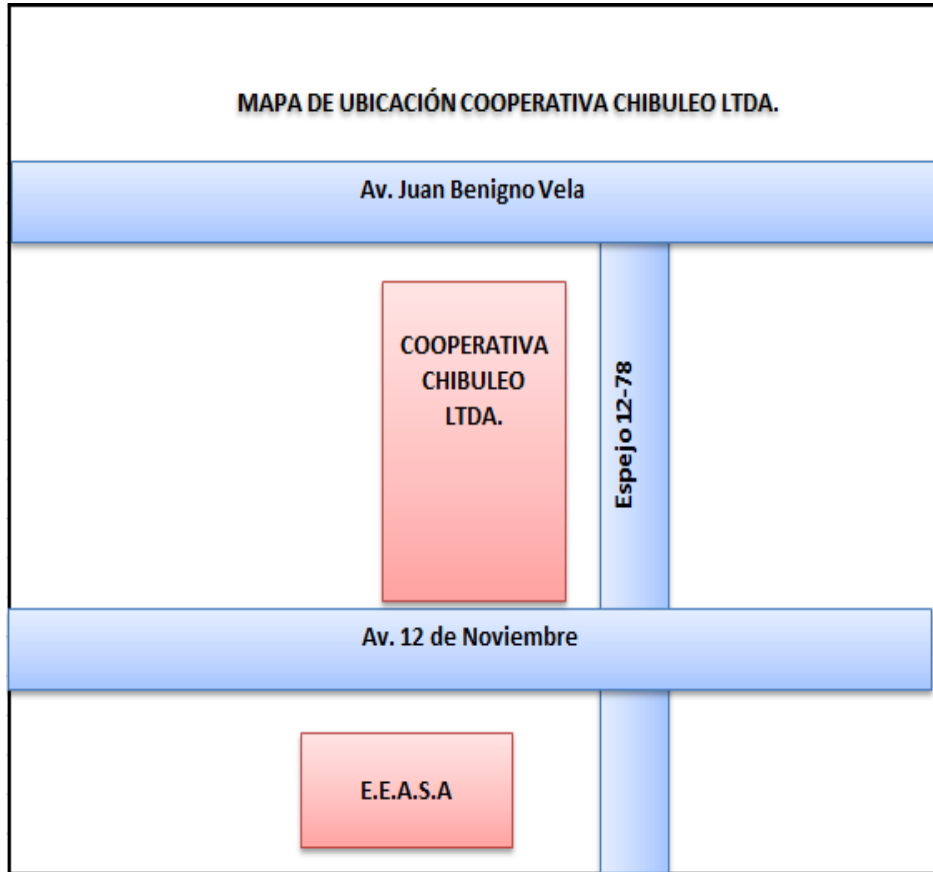 MAPA DE UBICACIÓN COOPERATIVA CHIBULEO LTDA.
Av. Juan Benigno Vela
COOPERATIVA
CHIBULEO
LTDA.
Espejo 12-78
Av. 12 de Noviembre
E.E.A.S.A